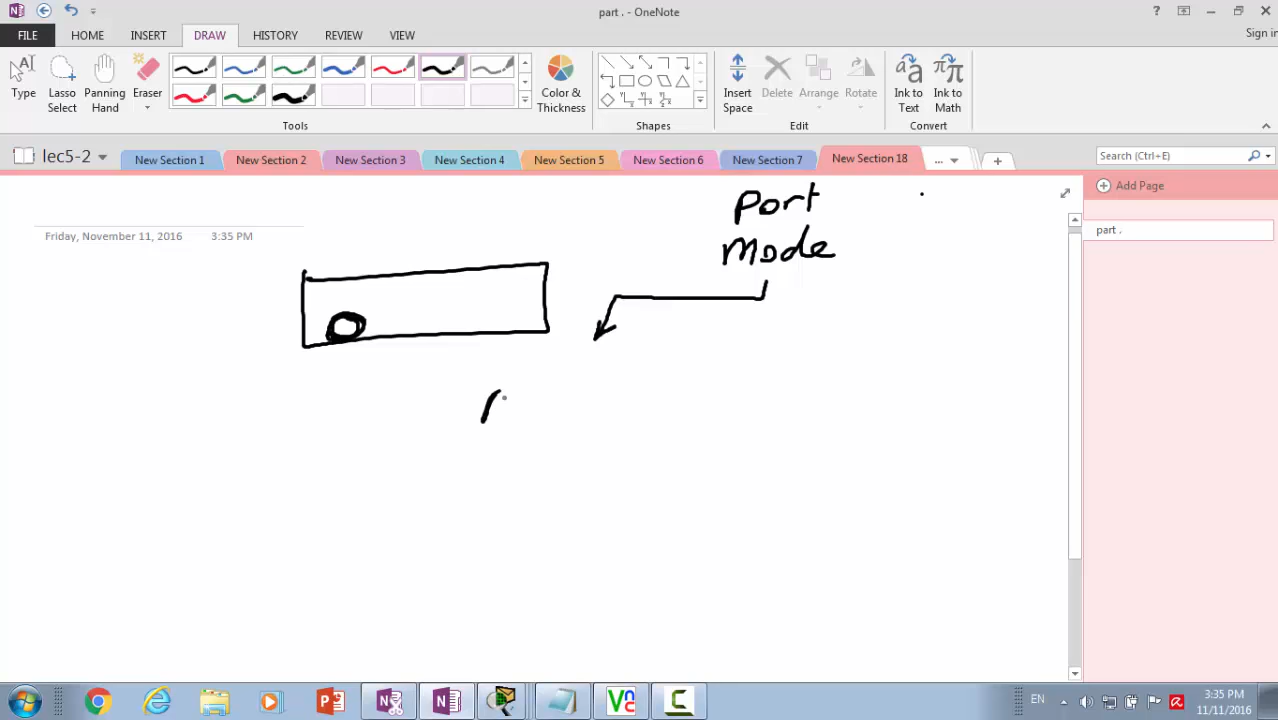 part . - OneNote
Sign in
FILE HOME INSERT DRAW HISTORY REVIEW VIEW
Type
Lasso Select
Panning Hand
Eraser
Color & Thickness
Insert Space
Delete
Arrange
Rotate
Ink to Text
Ink to Math
Tools
Shapes
Edit
Convert
lec5-2
New Section 1 New Section 2 New Section 3 New Section 4 New Section 5 New Section 6 New Section 7 New Section 18 ...
Search (Ctrl+E)
Add Page
part .
Friday, November 11, 2016 3:35 PM
Port
Mode
EN
3:35 PM
11/11/2016